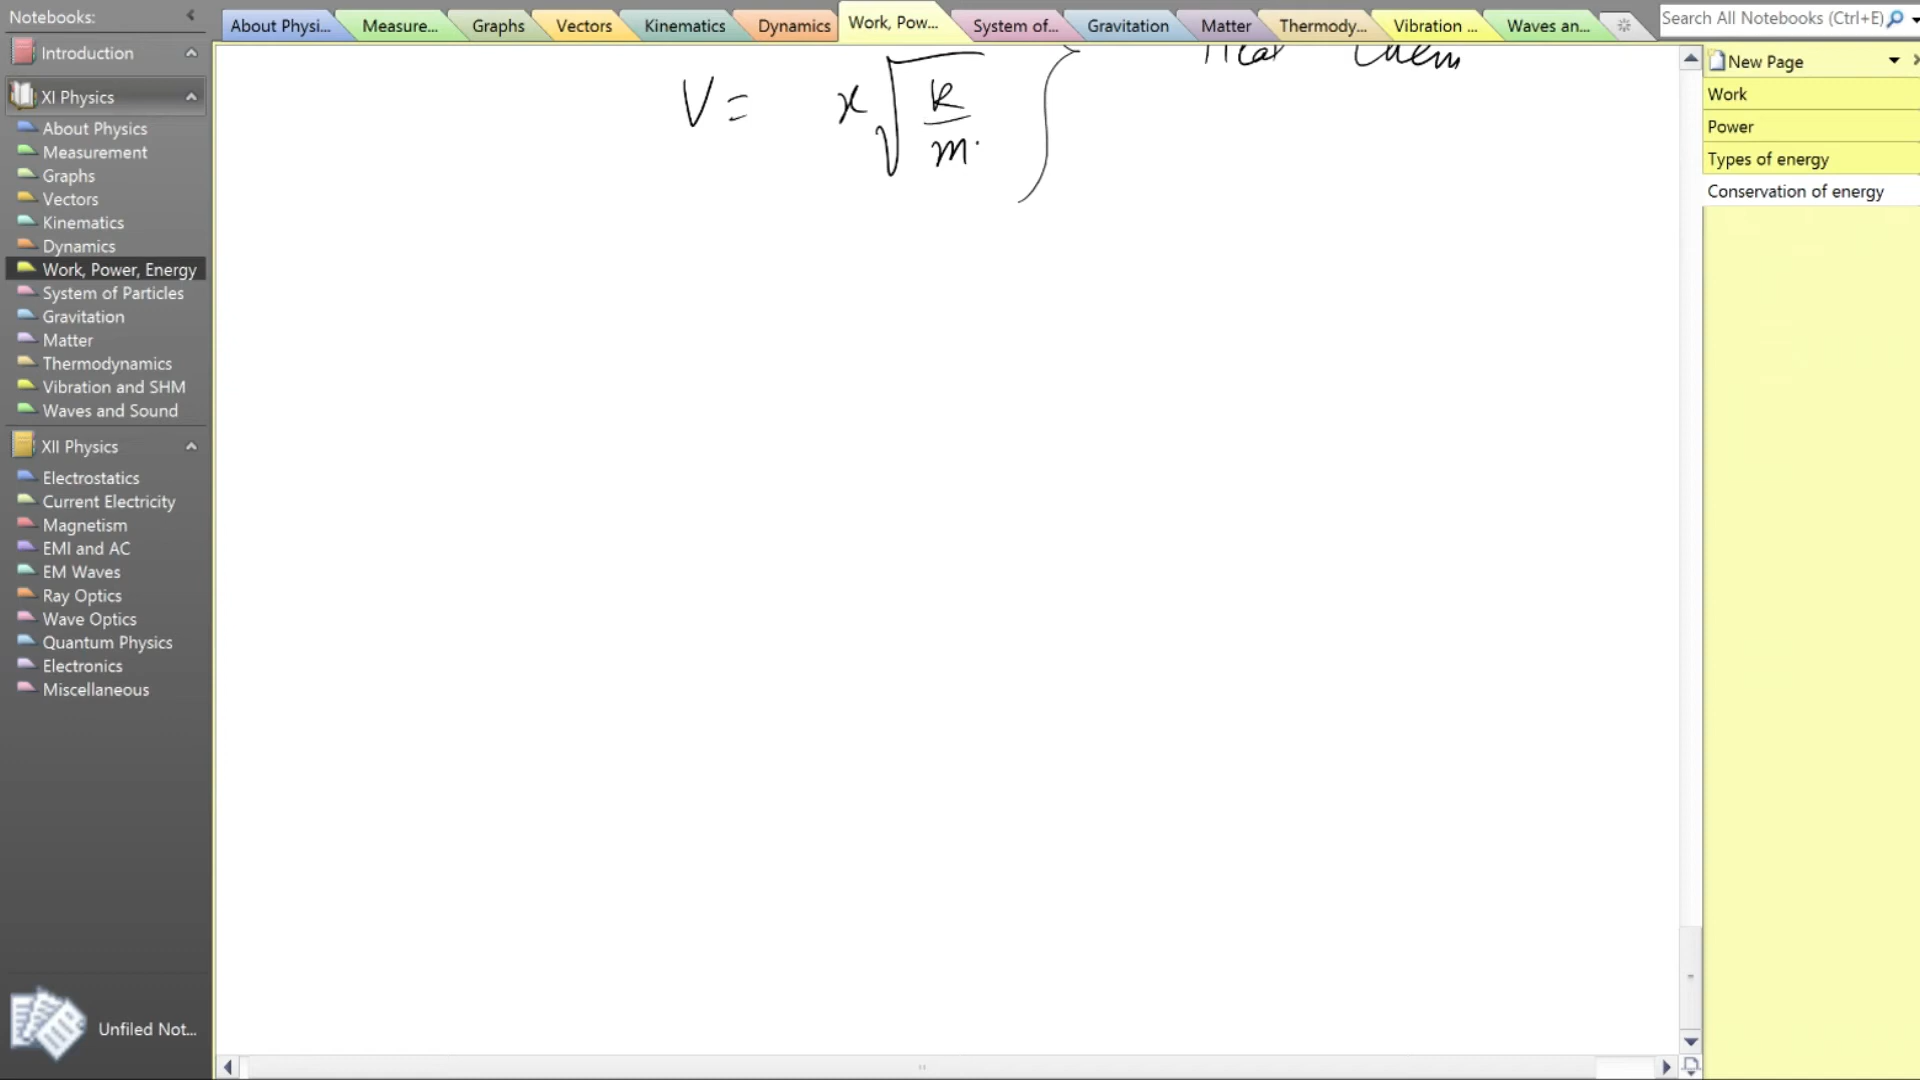 Notebooks:
Introduction
XI Physics
About Physics
Measurement
Graphs
Vectors
Kinematics
Dynamics
Work, Power, Energy
System of Particles
Gravitation
Matter
Thermodynamics
Vibration and SHM
Waves and Sound
XII Physics
Electrostatics
Current Electricity
Magnetism
EMI and AC
EM Waves
Ray Optics
Wave Optics
Quantum Physics
Electronics
Miscellaneous
Unfiled Not...
About Physi... Measure... Graphs Vectors Kinematics Dynamics Work, Pow... System of... Gravitation Matter Thermody... Vibration ... Waves an...
Search All Notebooks (Ctrl+E)
V = x√(k/m)
New Page
Work
Power
Types of energy
Conservation of energy